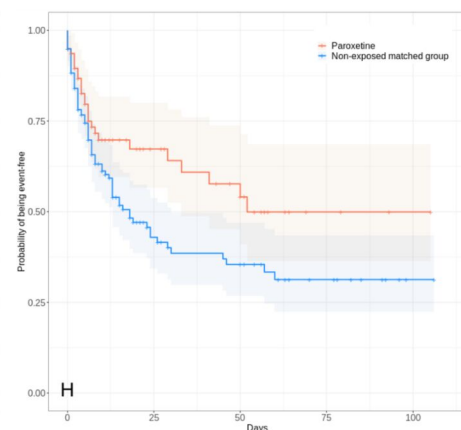 1.00
Paroxetine
Non-exposed matched group
0.75
Probability of being event-free
0.50
0.25
H
0.00
0
25
50
75
100
Days